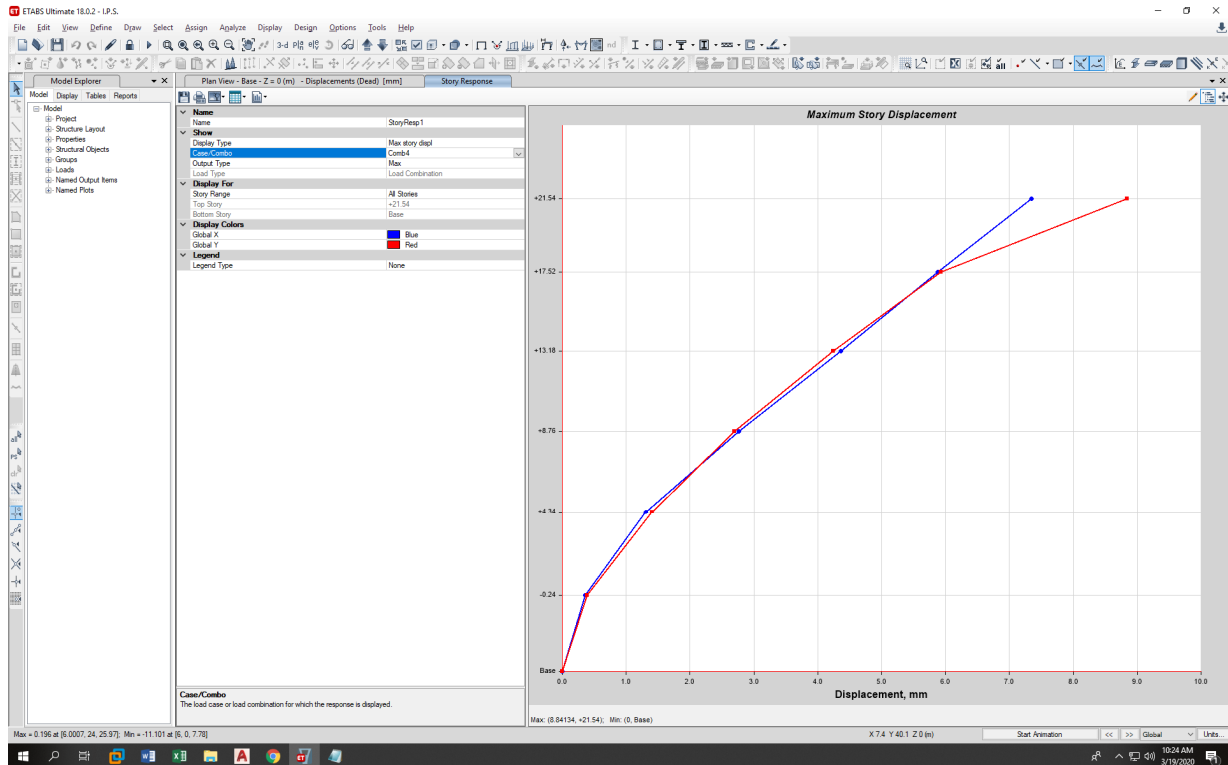 ETABS Ultimate 18.0.2 - I.P.S.
File Edit View Define Draw Select Assign Analyze Display Design Options Tools Help
3-d
nd
all
Model Explorer
Plan View - Base - Z = 0 (m) - Displacements (Dead) [mm]
Story Response
Model Display Tables Reports
Model
Project
Structure Layout
Properties
Structural Objects
Groups
Loads
Named Output Items
Named Plots
Name
Name StoryResp1
Show
Display Type Max story displ
Case/Combo Comb4
Output Type Max
Load Type Load Combination
Display For
Story Range All Stories
Top Story +21.54
Bottom Story Base
Display Colors
Global X Blue
Global Y Red
Legend
Legend Type None
Maximum Story Displacement
+21.54
+17.52
+13.18
+8.76
+4.34
-0.24
Base
0.0 1.0 2.0 3.0 4.0 5.0 6.0 7.0 8.0 9.0 10.0
Displacement, mm
all
ps
clr
Case/Combo
The load case or load combination for which the response is displayed.
Max: (8.84134, +21.54); Min: (0, Base)
Max = 0.196 at [6.0007, 24, 25.97]; Min = -11.101 at [6, 0, 7.78]
X 7.4 Y 40.1 Z 0 (m)
Start Animation
<< >>
Global
Units...
10:24 AM
3/19/2020